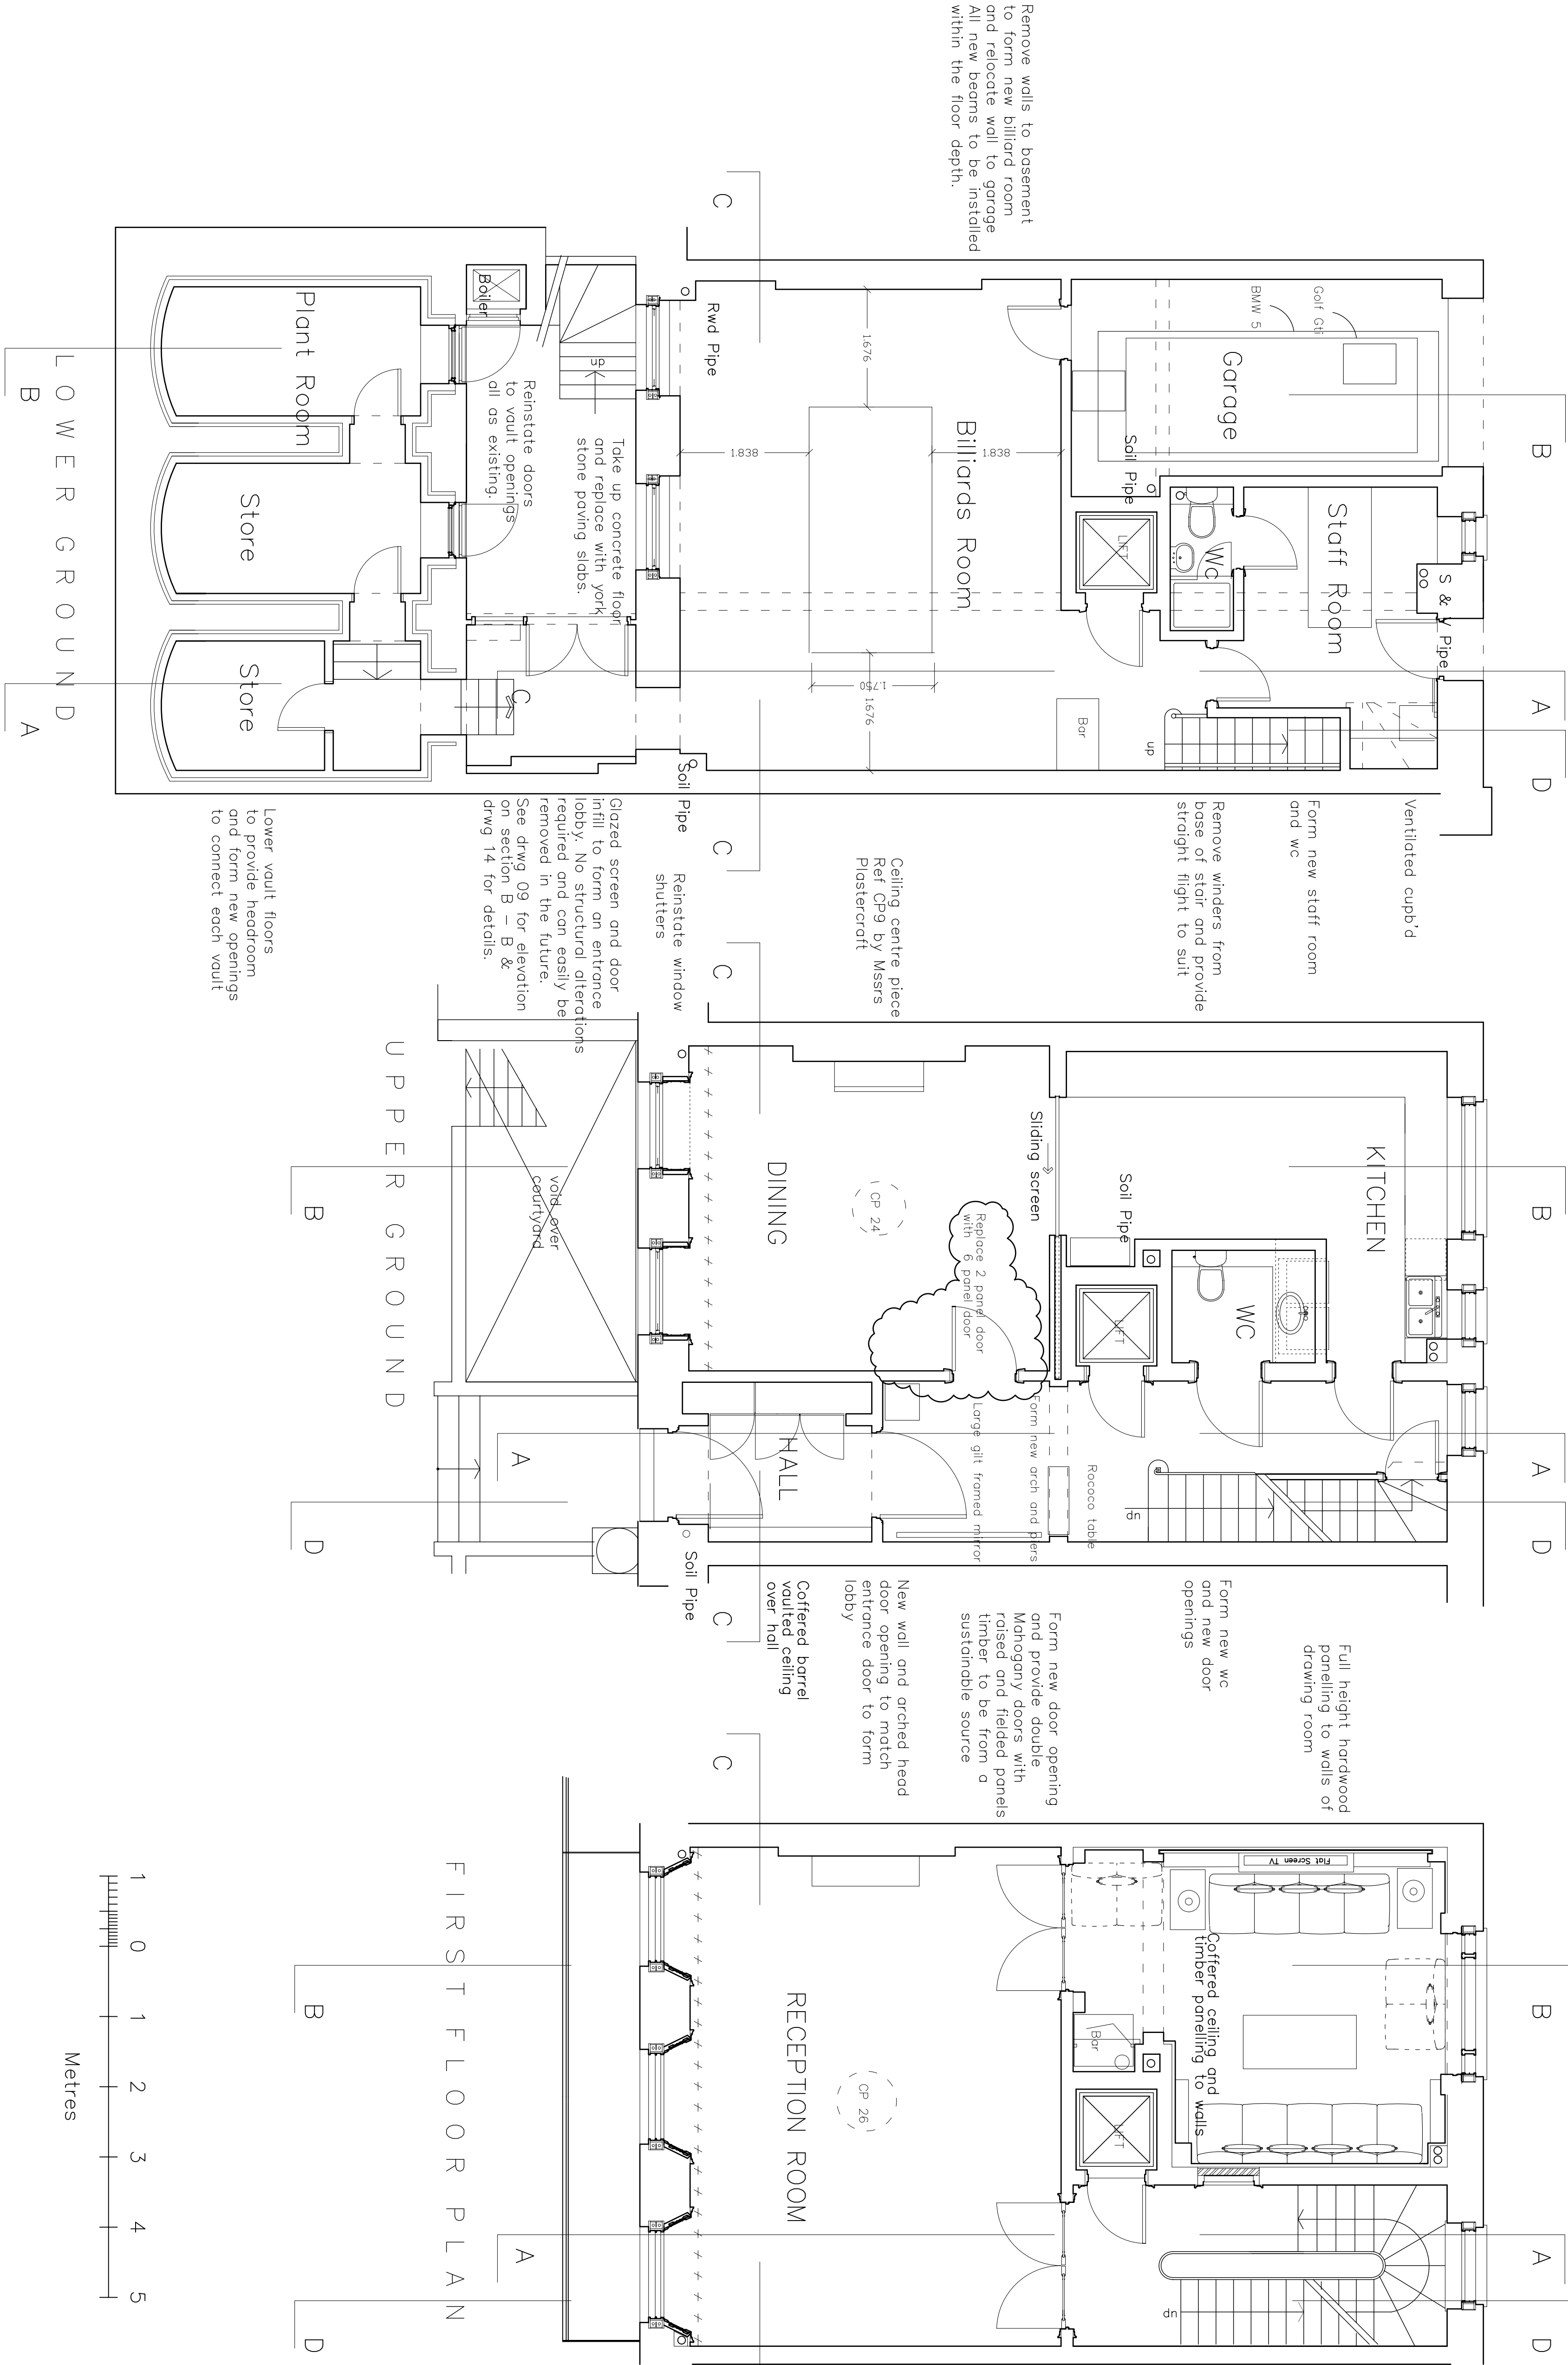 Remove walls to basement
to form new billiard room
and relocate wall to garage
All new beams to be installed
within the floor depth.
Ventilated cupb'd
Form new staff room
and wc
Remove winders from
base of stair and provide
straight flight to suit
Ceiling centre piece
Ref CP9 by Mssrs
Plastercraft
Reinstate window
shutters
Glazed screen and door
infill to form an entrance
lobby. No structural alterations
required and can easily be
removed in the future.
See drwg 09 for elevation
on section B - B &
drwg 14 for details.
Lower vault floors
to provide headroom
and form new openings
to connect each vault
Full height hardwood
panelling to walls of
drawing room
Form new wc
and new door
openings
Form new door opening
and provide double
Mahogany doors with
raised and fielded panels
timber to be from a
sustainable source
New wall and arched head
door opening to match
entrance door to form
lobby
Coffered barrel
vaulted ceiling
over hall
B
A
D
Golf Gti
BMW 5
Garage
Staff Room
S & V Pipe
Wc
Soil Pipe
LIFT
up
Bar
Billiards Room
1.838
1.838
1.676
1.750
1.676
C
C
Rwd Pipe
Soil Pipe
up
Take up concrete floor
and replace with york
stone paving slabs.
Reinstate doors
to vault openings
all as existing.
Boiler
C
Plant Room
Store
Store
B
A
LOWER GROUND
B
A
D
KITCHEN
WC
Soil Pipe
LIFT
Sliding screen
up
Rococo table
Form new arch and piers
Large gilt framed mirror
Replace 2 panel door
with 6 panel door
CP 24
DINING
HALL
C
C
Soil Pipe
void over
courtyard
A
B
D
UPPER GROUND
B
A
D
Flat Screen TV
Coffered ceiling and
timber panelling to walls
Bar
LIFT
up
CP 26
RECEPTION ROOM
C
A
B
D
FIRST FLOOR PLAN
1 0 1 2 3 4 5
Metres